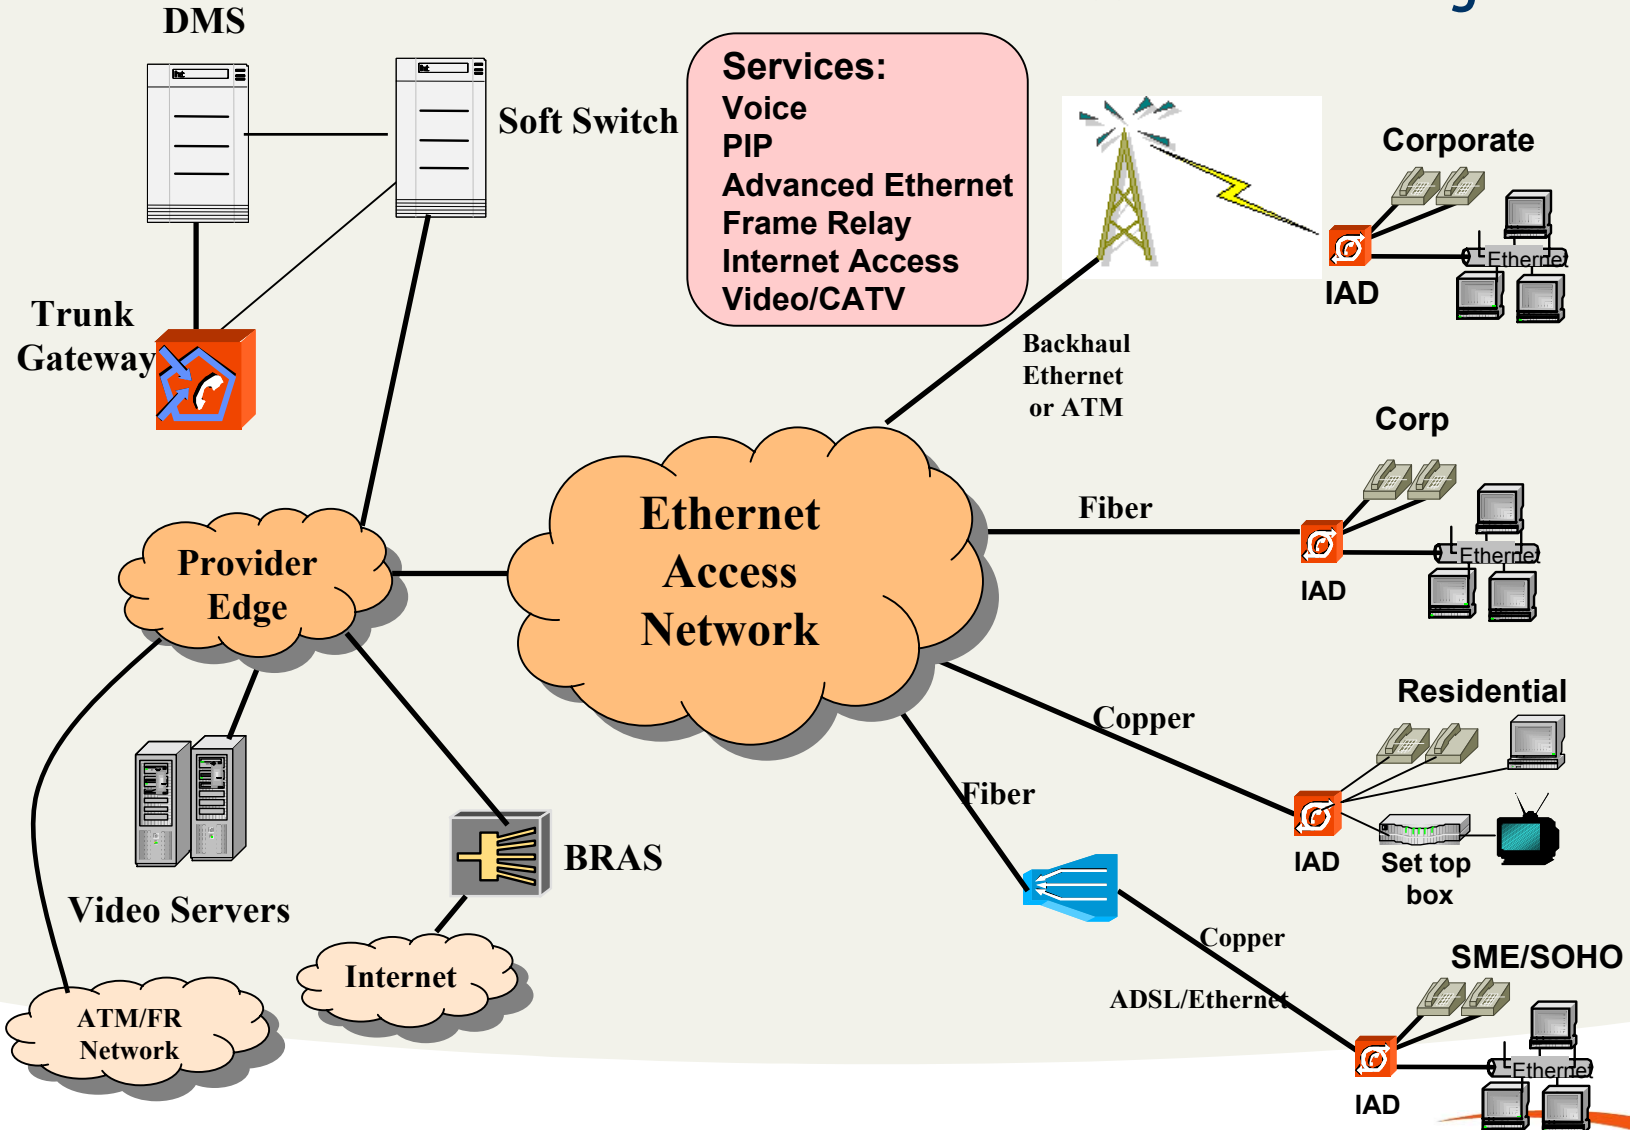 DMS
Soft Switch
Services:
Voice
PIP
Advanced Ethernet
Frame Relay
Internet Access
Video/CATV
Corporate
Ethernet
IAD
Trunk
Gateway
Backhaul
Ethernet
or ATM
Corp
Fiber
Ethernet
IAD
Ethernet
Access
Network
Provider
Edge
Residential
Copper
Fiber
IAD
Set top
box
BRAS
Video Servers
Internet
Copper
ADSL/Ethernet
SME/SOHO
Ethernet
IAD
ATM/FR
Network